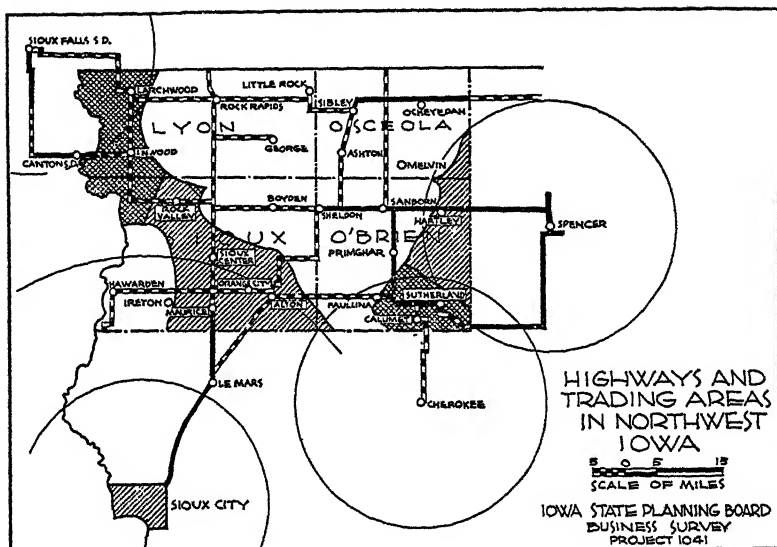 SIOUX FALLS S.D.
LARCHWOOD
LITTLE ROCK
ROCK RAPIDS
SIBLEY
OCHEYEDAN
LYON
OSCEOLA
GEORGE
ASHTON
INWOOD
CANTON S.D.
MELVIN
ROCK VALLEY
BOYDEN
SHELDON
SANBORN
HARTLEY
SPENCER
SIOUX
O'BRIEN
PRIMGHAR
SIOUX CENTER
HAWARDEN
ORANGE CITY
IRETON
MAURICE
ALTON
PAULLINA
SUTHERLAND
CALUMET
LE MARS
CHEROKEE
SIOUX CITY
HIGHWAYS AND
TRADING AREAS
IN NORTHWEST
IOWA
5 0 5 15
SCALE OF MILES
IOWA STATE PLANNING BOARD
BUSINESS SURVEY
PROJECT 1041